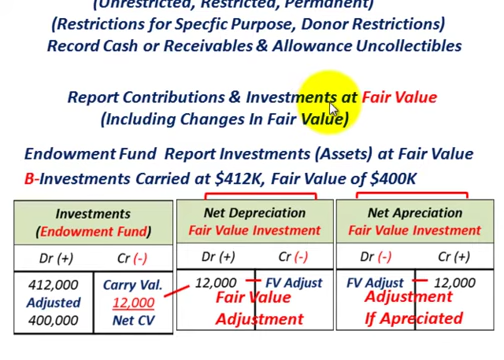 (Unrestricted, Restricted, Permanent)
(Restrictions for Specfic Purpose, Donor Restrictions)
Record Cash or Receivables & Allowance Uncollectibles
Report Contributions & Investments at Fair Value
(Including Changes In Fair Value)
Endowment Fund Report Investments (Assets) at Fair Value
B-Investments Carried at $412K, Fair Value of $400K
Investments
(Endowment Fund)
Dr (+) Cr (-)
412,000 Carry Val.
Adjusted 12,000
400,000 Net CV
Net Depreciation
Fair Value Investment
Dr (+) Cr (-)
12,000 FV Adjust
Fair Value
Adjustment
Net Apreciation
Fair Value Investment
Dr (-) Cr (+)
FV Adjust 12,000
Adjustment
If Apreciated